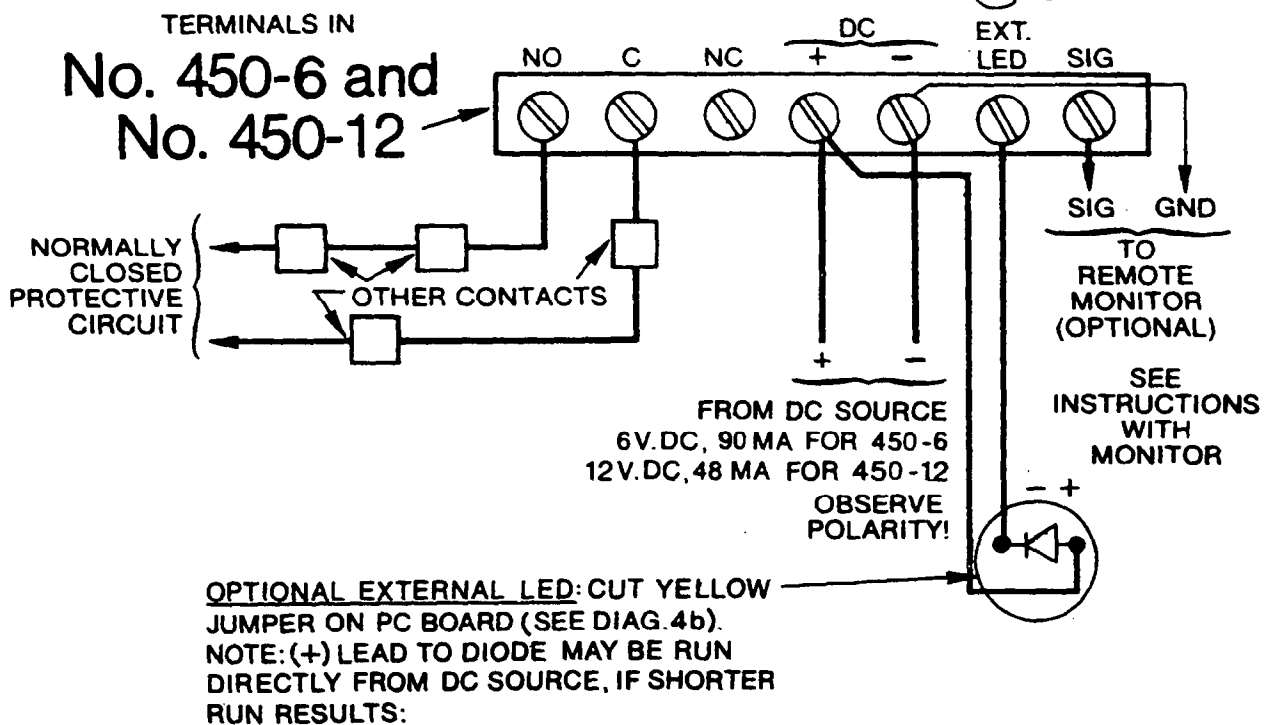 TERMINALS IN
No. 450-6 and
No. 450-12
NO C NC + − EXT. LED SIG
DC
SIG GND
TO
REMOTE
MONITOR
(OPTIONAL)
SEE
INSTRUCTIONS
WITH
MONITOR
NORMALLY
CLOSED
PROTECTIVE
CIRCUIT
OTHER CONTACTS
+ −
FROM DC SOURCE
6V.DC, 90 MA FOR 450-6
12V.DC, 48 MA FOR 450-12
OBSERVE
POLARITY!
− +
OPTIONAL EXTERNAL LED: CUT YELLOW
JUMPER ON PC BOARD (SEE DIAG.4b).
NOTE: (+) LEAD TO DIODE MAY BE RUN
DIRECTLY FROM DC SOURCE, IF SHORTER
RUN RESULTS: